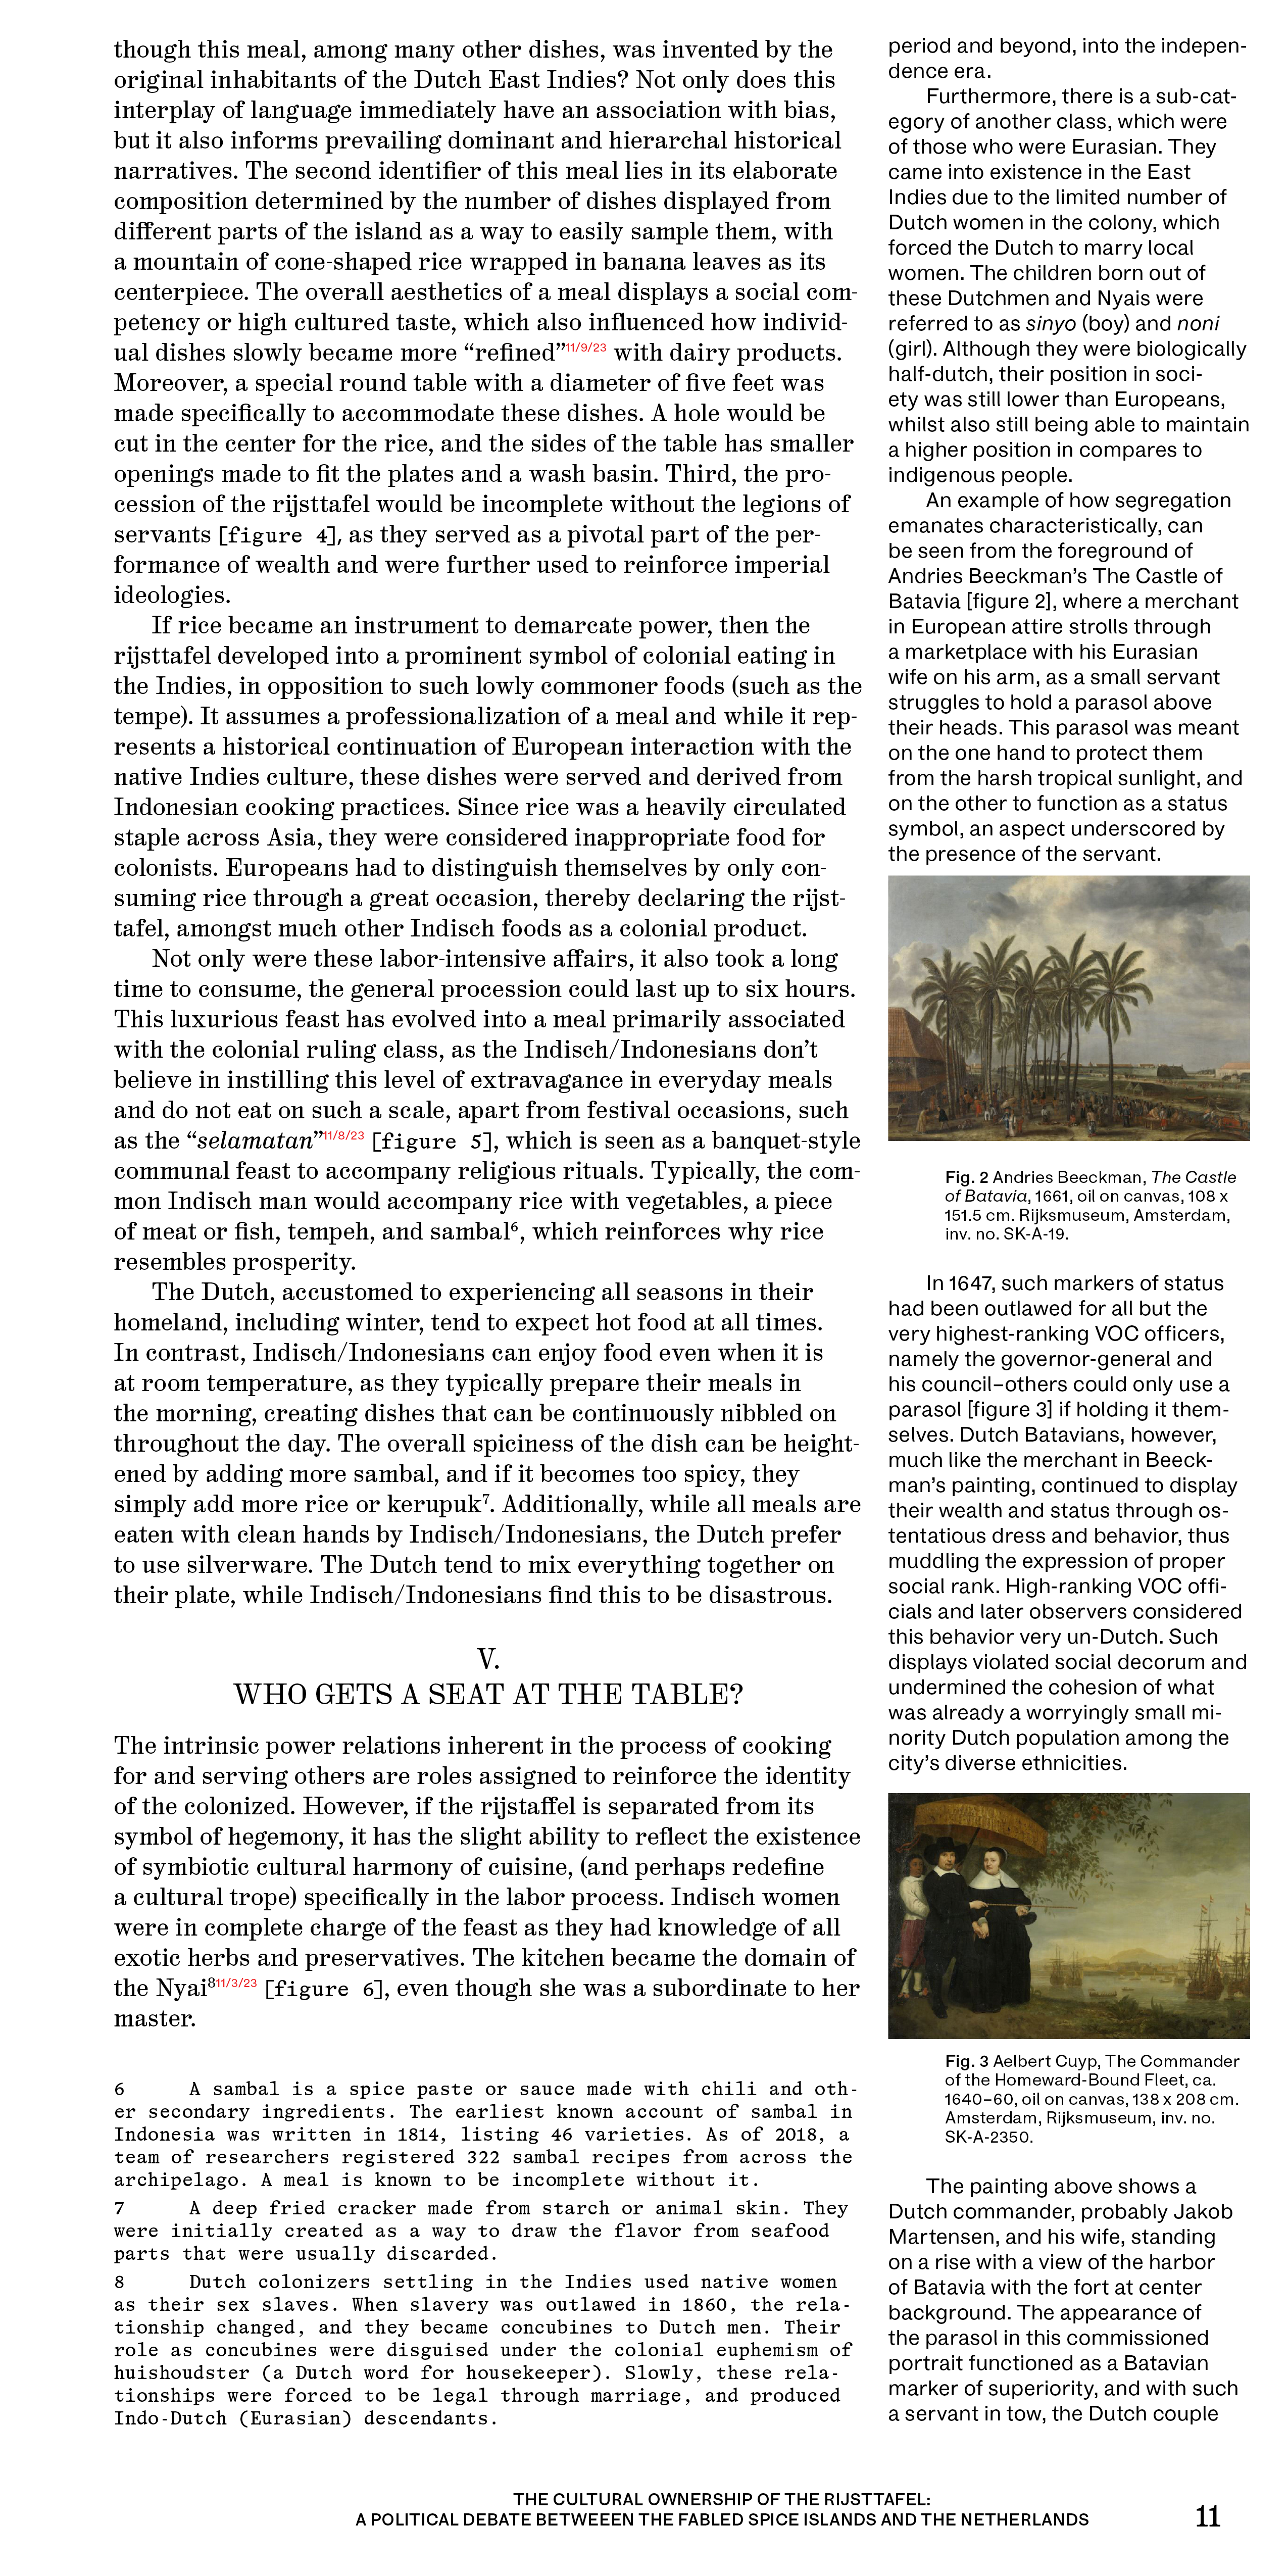 though this meal, among many other dishes, was invented by the
original inhabitants of the Dutch East Indies? Not only does this
interplay of language immediately have an association with bias,
but it also informs prevailing dominant and hierarchal historical
narratives. The second identifier of this meal lies in its elaborate
composition determined by the number of dishes displayed from
different parts of the island as a way to easily sample them, with
a mountain of cone-shaped rice wrapped in banana leaves as its
centerpiece. The overall aesthetics of a meal displays a social com-
petency or high cultured taste, which also influenced how individ-
ual dishes slowly became more “refined”11/9/23 with dairy products.
Moreover, a special round table with a diameter of five feet was
made specifically to accommodate these dishes. A hole would be
cut in the center for the rice, and the sides of the table has smaller
openings made to fit the plates and a wash basin. Third, the pro-
cession of the rijsttafel would be incomplete without the legions of
servants [figure 4], as they served as a pivotal part of the per-
formance of wealth and were further used to reinforce imperial
ideologies.
If rice became an instrument to demarcate power, then the
rijsttafel developed into a prominent symbol of colonial eating in
the Indies, in opposition to such lowly commoner foods (such as the
tempe). It assumes a professionalization of a meal and while it rep-
resents a historical continuation of European interaction with the
native Indies culture, these dishes were served and derived from
Indonesian cooking practices. Since rice was a heavily circulated
staple across Asia, they were considered inappropriate food for
colonists. Europeans had to distinguish themselves by only con-
suming rice through a great occasion, thereby declaring the rijst-
tafel, amongst much other Indisch foods as a colonial product.
Not only were these labor-intensive affairs, it also took a long
time to consume, the general procession could last up to six hours.
This luxurious feast has evolved into a meal primarily associated
with the colonial ruling class, as the Indisch/Indonesians don’t
believe in instilling this level of extravagance in everyday meals
and do not eat on such a scale, apart from festival occasions, such
as the “selamatan”11/8/23 [figure 5], which is seen as a banquet-style
communal feast to accompany religious rituals. Typically, the com-
mon Indisch man would accompany rice with vegetables, a piece
of meat or fish, tempeh, and sambal⁶, which reinforces why rice
resembles prosperity.
The Dutch, accustomed to experiencing all seasons in their
homeland, including winter, tend to expect hot food at all times.
In contrast, Indisch/Indonesians can enjoy food even when it is
at room temperature, as they typically prepare their meals in
the morning, creating dishes that can be continuously nibbled on
throughout the day. The overall spiciness of the dish can be height-
ened by adding more sambal, and if it becomes too spicy, they
simply add more rice or kerupuk⁷. Additionally, while all meals are
eaten with clean hands by Indisch/Indonesians, the Dutch prefer
to use silverware. The Dutch tend to mix everything together on
their plate, while Indisch/Indonesians find this to be disastrous.
V.
WHO GETS A SEAT AT THE TABLE?
The intrinsic power relations inherent in the process of cooking
for and serving others are roles assigned to reinforce the identity
of the colonized. However, if the rijstaffel is separated from its
symbol of hegemony, it has the slight ability to reflect the existence
of symbiotic cultural harmony of cuisine, (and perhaps redefine
a cultural trope) specifically in the labor process. Indisch women
were in complete charge of the feast as they had knowledge of all
exotic herbs and preservatives. The kitchen became the domain of
the Nyai⁸11/3/23 [figure 6], even though she was a subordinate to her
master.
6 A sambal is a spice paste or sauce made with chili and oth-
er secondary ingredients. The earliest known account of sambal in
Indonesia was written in 1814, listing 46 varieties. As of 2018, a
team of researchers registered 322 sambal recipes from across the
archipelago. A meal is known to be incomplete without it.
7 A deep fried cracker made from starch or animal skin. They
were initially created as a way to draw the flavor from seafood
parts that were usually discarded.
8 Dutch colonizers settling in the Indies used native women
as their sex slaves. When slavery was outlawed in 1860, the rela-
tionship changed, and they became concubines to Dutch men. Their
role as concubines were disguised under the colonial euphemism of
huishoudster (a Dutch word for housekeeper). Slowly, these rela-
tionships were forced to be legal through marriage, and produced
Indo-Dutch (Eurasian) descendants.
period and beyond, into the indepen-
dence era.
Furthermore, there is a sub-cat-
egory of another class, which were
of those who were Eurasian. They
came into existence in the East
Indies due to the limited number of
Dutch women in the colony, which
forced the Dutch to marry local
women. The children born out of
these Dutchmen and Nyais were
referred to as sinyo (boy) and noni
(girl). Although they were biologically
half-dutch, their position in soci-
ety was still lower than Europeans,
whilst also still being able to maintain
a higher position in compares to
indigenous people.
An example of how segregation
emanates characteristically, can
be seen from the foreground of
Andries Beeckman’s The Castle of
Batavia [figure 2], where a merchant
in European attire strolls through
a marketplace with his Eurasian
wife on his arm, as a small servant
struggles to hold a parasol above
their heads. This parasol was meant
on the one hand to protect them
from the harsh tropical sunlight, and
on the other to function as a status
symbol, an aspect underscored by
the presence of the servant.
Fig. 2 Andries Beeckman, The Castle
of Batavia, 1661, oil on canvas, 108 x
151.5 cm. Rijksmuseum, Amsterdam,
inv. no. SK-A-19.
In 1647, such markers of status
had been outlawed for all but the
very highest-ranking VOC officers,
namely the governor-general and
his council–others could only use a
parasol [figure 3] if holding it them-
selves. Dutch Batavians, however,
much like the merchant in Beeck-
man’s painting, continued to display
their wealth and status through os-
tentatious dress and behavior, thus
muddling the expression of proper
social rank. High-ranking VOC offi-
cials and later observers considered
this behavior very un-Dutch. Such
displays violated social decorum and
undermined the cohesion of what
was already a worryingly small mi-
nority Dutch population among the
city’s diverse ethnicities.
Fig. 3 Aelbert Cuyp, The Commander
of the Homeward-Bound Fleet, ca.
1640–60, oil on canvas, 138 x 208 cm.
Amsterdam, Rijksmuseum, inv. no.
SK-A-2350.
The painting above shows a
Dutch commander, probably Jakob
Martensen, and his wife, standing
on a rise with a view of the harbor
of Batavia with the fort at center
background. The appearance of
the parasol in this commissioned
portrait functioned as a Batavian
marker of superiority, and with such
a servant in tow, the Dutch couple
THE CULTURAL OWNERSHIP OF THE RIJSTTAFEL:
A POLITICAL DEBATE BETWEEEN THE FABLED SPICE ISLANDS AND THE NETHERLANDS
11